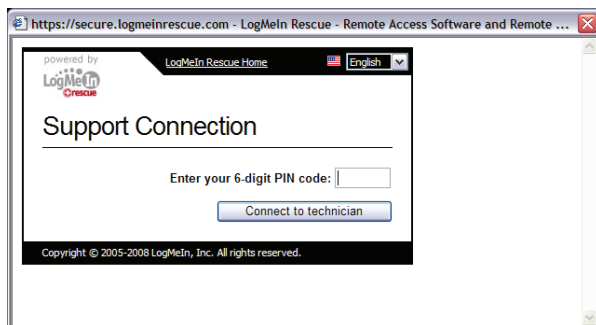 https://secure.logmeinrescue.com - LogMeIn Rescue - Remote Access Software and Remote ...
powered by
LogMeIn
rescue
LogMeIn Rescue Home
English
Support Connection
Enter your 6-digit PIN code:
Connect to technician
Copyright © 2005-2008 LogMeIn, Inc. All rights reserved.